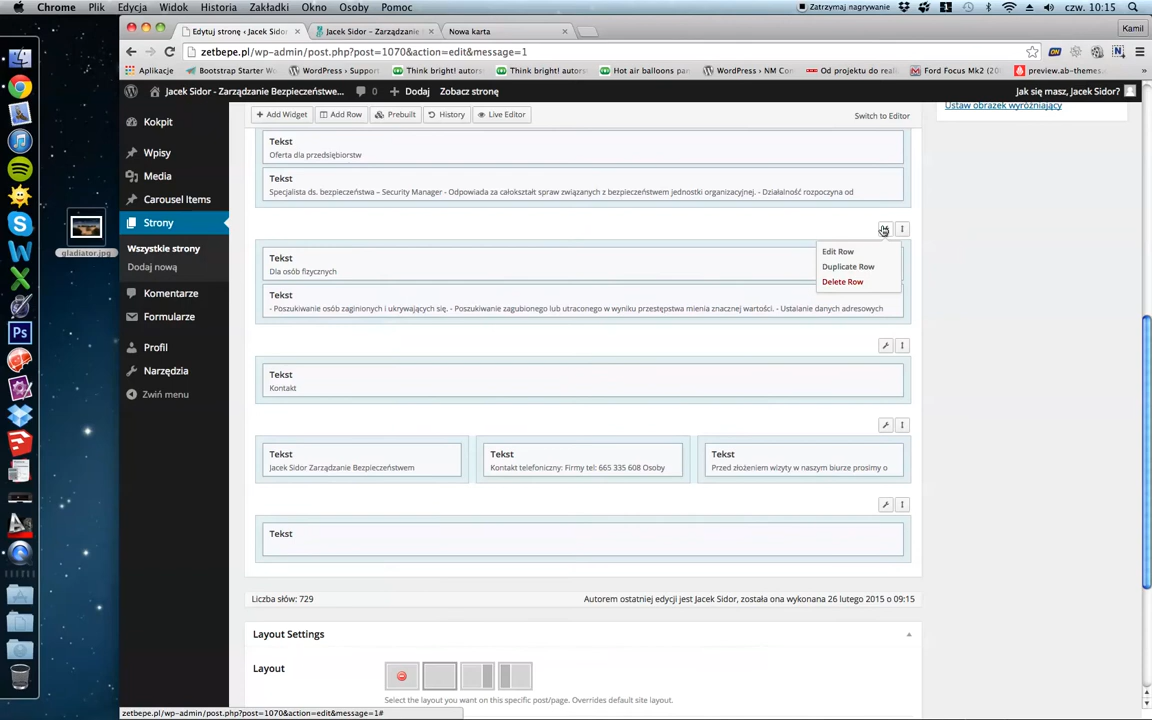 Chrome Plik Edycja Widok Historia Zakładki Okno Osoby Pomoc Zatrzymaj nagrywanie czw. 10:15
Edytuj stronę ‹ Jacek Sidor Jacek Sidor – Zarządzanie Nowa karta Kamil
zetbepe.pl/wp-admin/post.php?post=1070&action=edit&message=1
Aplikacje Bootstrap Starter WordPress › Support Think bright! autors Think bright! autors Hot air balloons pan WordPress › NM Con Od projektu do real Ford Focus Mk2 (20 preview.ab-themes.
Jacek Sidor - Zarządzanie Bezpieczeństwe... 0 + Dodaj Zobacz stronę Jak się masz, Jacek Sidor?
Kokpit
Wpisy
Media
Carousel Items
Strony
Wszystkie strony
Dodaj nową
Komentarze
Formularze
Profil
Narzędzia
Zwiń menu
gladiator.jpg
Ps
+ Add Widget Add Row Prebuilt History Live Editor Switch to Editor
Ustaw obrazek wyróżniający
Tekst
Oferta dla przedsiębiorstw
Tekst
Specjalista ds. bezpieczeństwa – Security Manager - Odpowiada za całokształt spraw związanych z bezpieczeństwem jednostki organizacyjnej. - Działalność rozpoczyna od
Edit Row
Duplicate Row
Delete Row
Tekst
Dla osób fizycznych
Tekst
- Poszukiwanie osób zaginionych i ukrywających się. - Poszukiwanie zagubionego lub utraconego w wyniku przestępstwa mienia znacznej wartości. - Ustalanie danych adresowych
Tekst
Kontakt
Tekst
Jacek Sidor Zarządzanie Bezpieczeństwem
Tekst
Kontakt telefoniczny: Firmy tel: 665 335 608 Osoby
Tekst
Przed złożeniem wizyty w naszym biurze prosimy o
Tekst
Liczba słów: 729 Autorem ostatniej edycji jest Jacek Sidor, została ona wykonana 26 lutego 2015 o 09:15
Layout Settings
Layout
Select the layout you want on this specific post/page. Overrides default site layout.
zetbepe.pl/wp-admin/post.php?post=1070&action=edit&message=1#